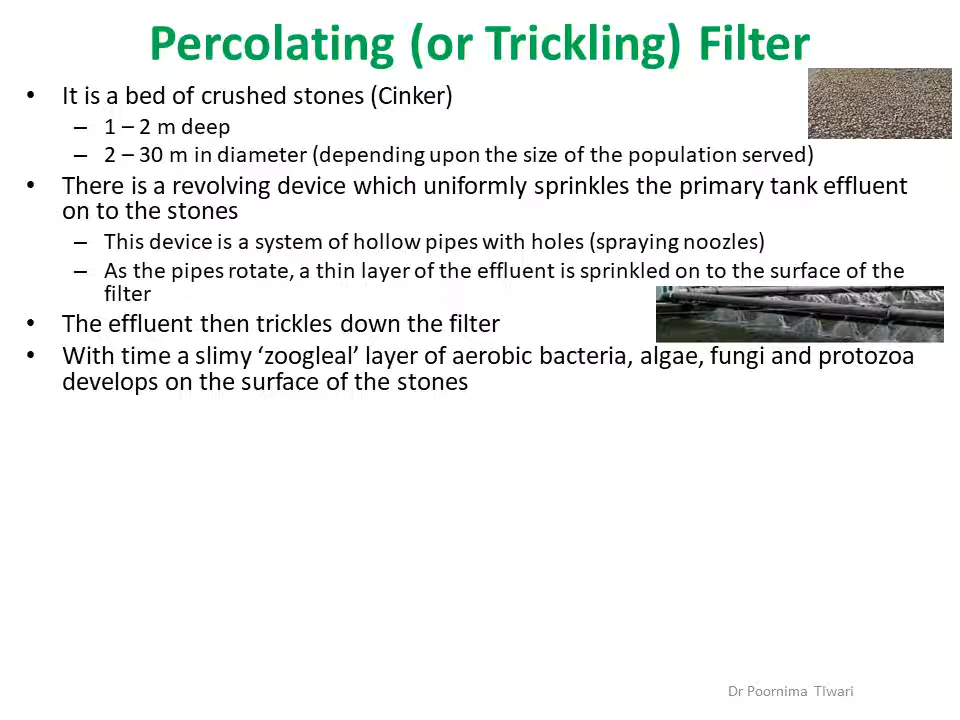 Percolating (or Trickling) Filter
• It is a bed of crushed stones (Cinker)
– 1 – 2 m deep
– 2 – 30 m in diameter (depending upon the size of the population served)
• There is a revolving device which uniformly sprinkles the primary tank effluent
on to the stones
– This device is a system of hollow pipes with holes (spraying noozles)
– As the pipes rotate, a thin layer of the effluent is sprinkled on to the surface of the
filter
• The effluent then trickles down the filter
• With time a slimy ‘zoogleal’ layer of aerobic bacteria, algae, fungi and protozoa
develops on the surface of the stones
Dr Poornima TIwari